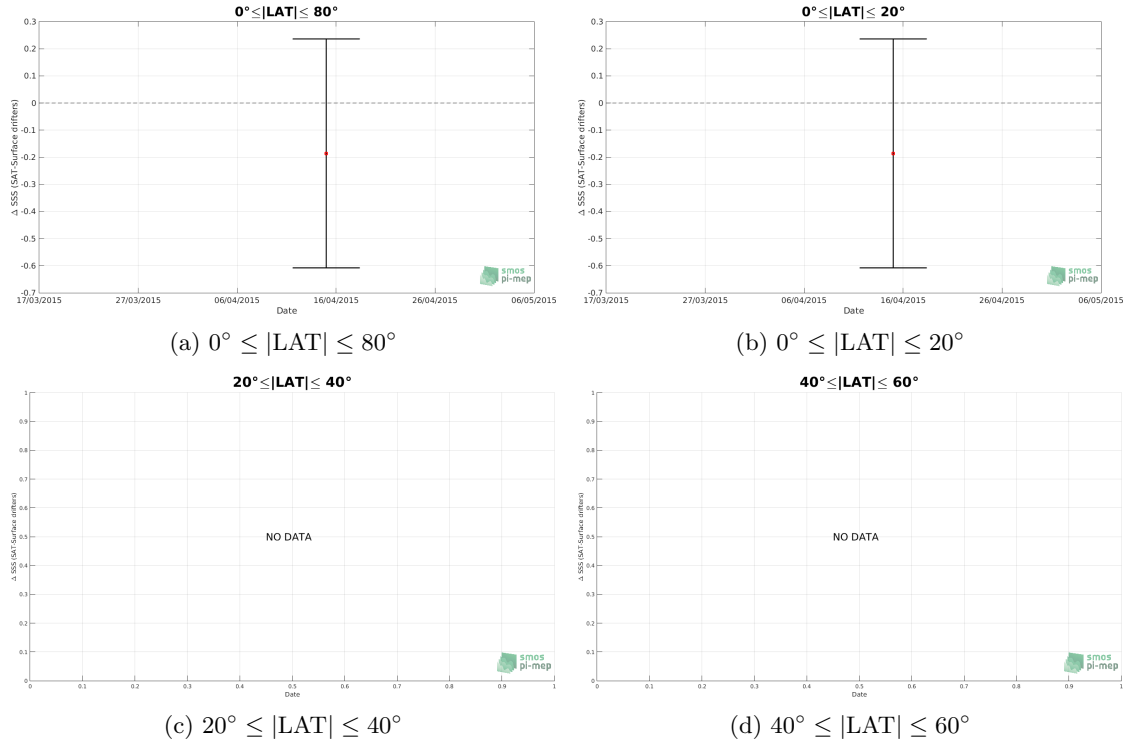 0°≤|LAT|≤ 80°
0.3
0.2
0.1
0
-0.1
-0.2
-0.3
-0.4
-0.5
-0.6
-0.7
Δ SSS (SAT-Surface drifters)
17/03/2015 27/03/2015 06/04/2015 16/04/2015 26/04/2015 06/05/2015
Date
smos
pi-mep
(a) 0° ≤ |LAT| ≤ 80°
0°≤|LAT|≤ 20°
0.3
0.2
0.1
0
-0.1
-0.2
-0.3
-0.4
-0.5
-0.6
-0.7
Δ SSS (SAT-Surface drifters)
17/03/2015 27/03/2015 06/04/2015 16/04/2015 26/04/2015 06/05/2015
Date
smos
pi-mep
(b) 0° ≤ |LAT| ≤ 20°
20°≤|LAT|≤ 40°
1
0.9
0.8
0.7
0.6
0.5
0.4
0.3
0.2
0.1
0
Δ SSS (SAT-Surface drifters)
NO DATA
0 0.1 0.2 0.3 0.4 0.5 0.6 0.7 0.8 0.9 1
Date
smos
pi-mep
(c) 20° ≤ |LAT| ≤ 40°
40°≤|LAT|≤ 60°
1
0.9
0.8
0.7
0.6
0.5
0.4
0.3
0.2
0.1
0
Δ SSS (SAT-Surface drifters)
NO DATA
0 0.1 0.2 0.3 0.4 0.5 0.6 0.7 0.8 0.9 1
Date
smos
pi-mep
(d) 40° ≤ |LAT| ≤ 60°